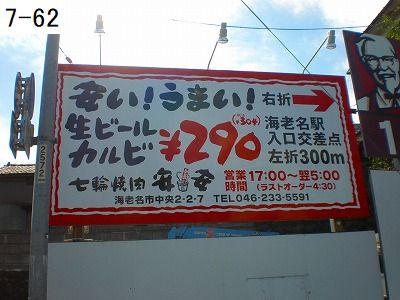 7-62
安い!うまい!
右折
生ビール
カルビ
¥290
(¥304)
海老名駅
入口交差点
左折300m
七輪焼肉 安安
営業時間 17:00〜翌5:00
(ラストオーダー4:30)
海老名市中央2-2-7 TEL046-233-5591
2572
1